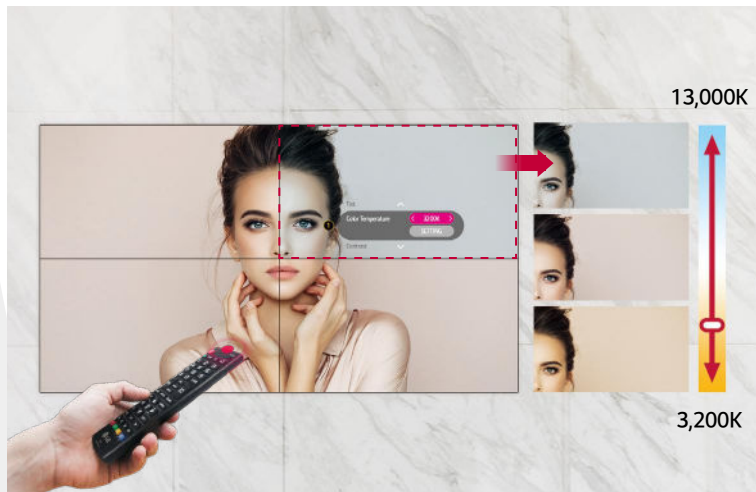 13,000K
Tint
Color Temperature
3200K
SETTING
Contrast
3,200K